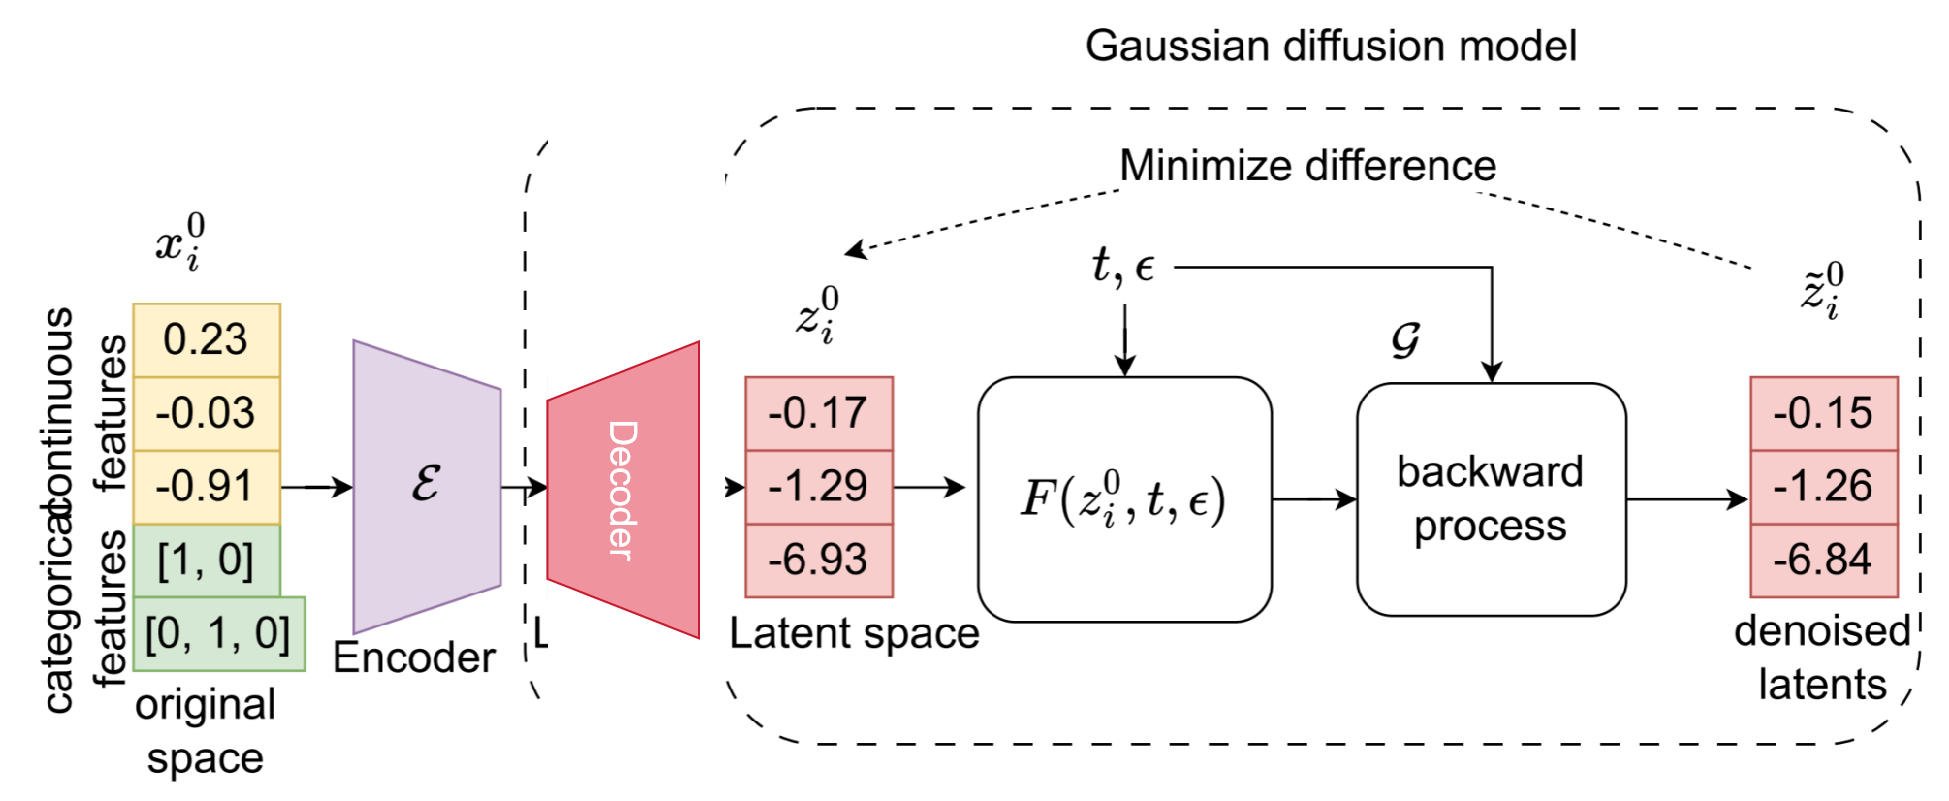 Gaussian diffusion model
Minimize difference
x_i^0
t, ϵ
z_i^0
z̃_i^0
𝒢
continuous
features
categorical
features
0.23
-0.03
-0.91
[1, 0]
[0, 1, 0]
original
space
ℰ
Encoder
L
Decoder
-0.17
-1.29
-6.93
Latent space
F(z_i^0, t, ϵ)
backward
process
-0.15
-1.26
-6.84
denoised
latents